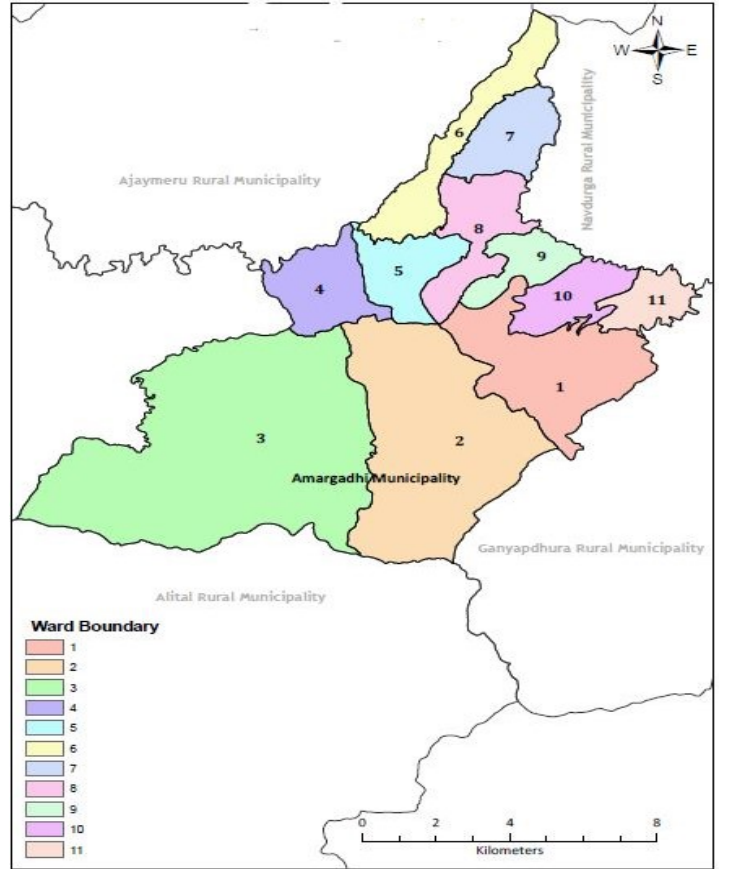 N
W E
S
6
7
Navdurga Rural Municipality
Ajaymeru Rural Municipality
8
9
5
4
10
11
1
3
2
Amargadhi Municipality
Ganyapdhura Rural Municipality
Alital Rural Municipality
Ward Boundary
1
2
3
4
5
6
7
8
9
10
11
0 2 4 8
Kilometers